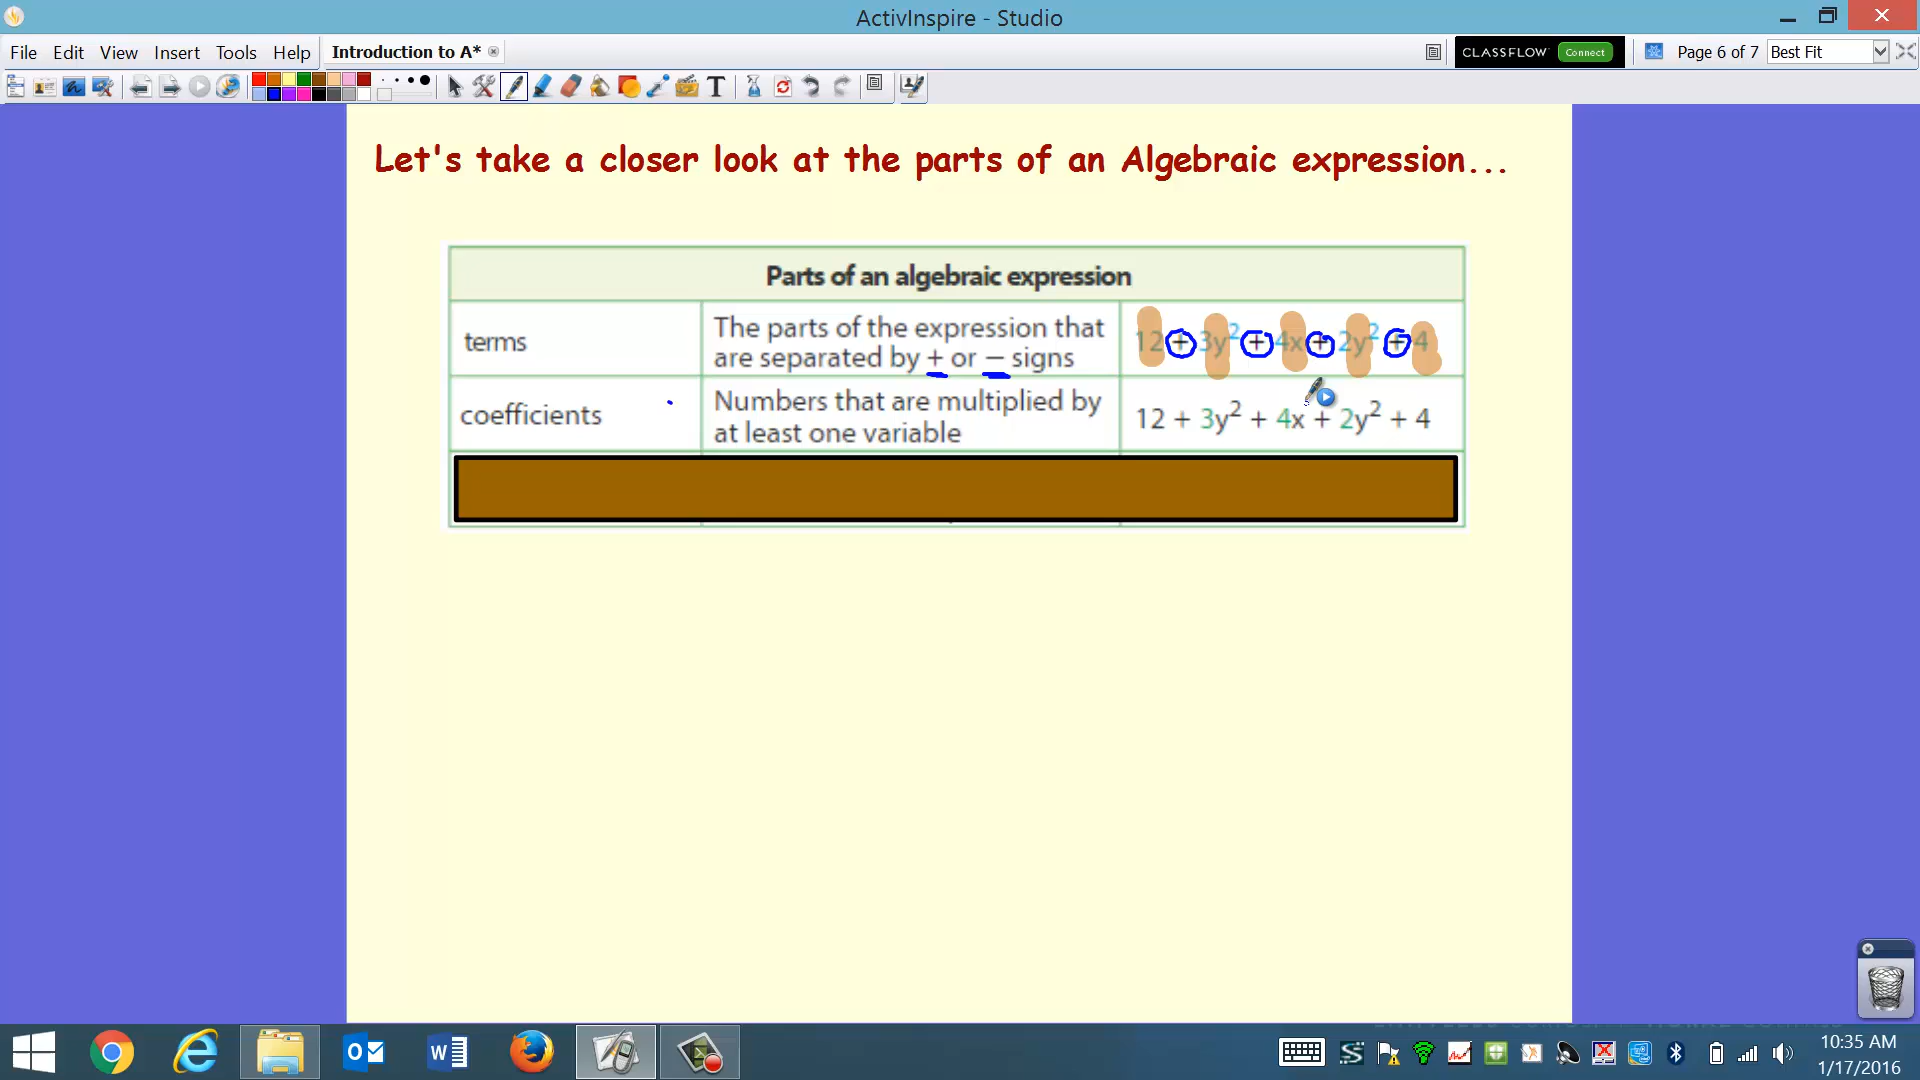 ActivInspire - Studio
File Edit View Insert Tools Help Introduction to A* CLASSFLOW Connect Page 6 of 7 Best Fit
T
Let's take a closer look at the parts of an Algebraic expression...
Parts of an algebraic expression
terms
The parts of the expression that
are separated by + or − signs
12 + 3y² + 4x + 2y² + 4
coefficients
Numbers that are multiplied by
at least one variable
12 + 3y² + 4x + 2y² + 4
10:35 AM
1/17/2016